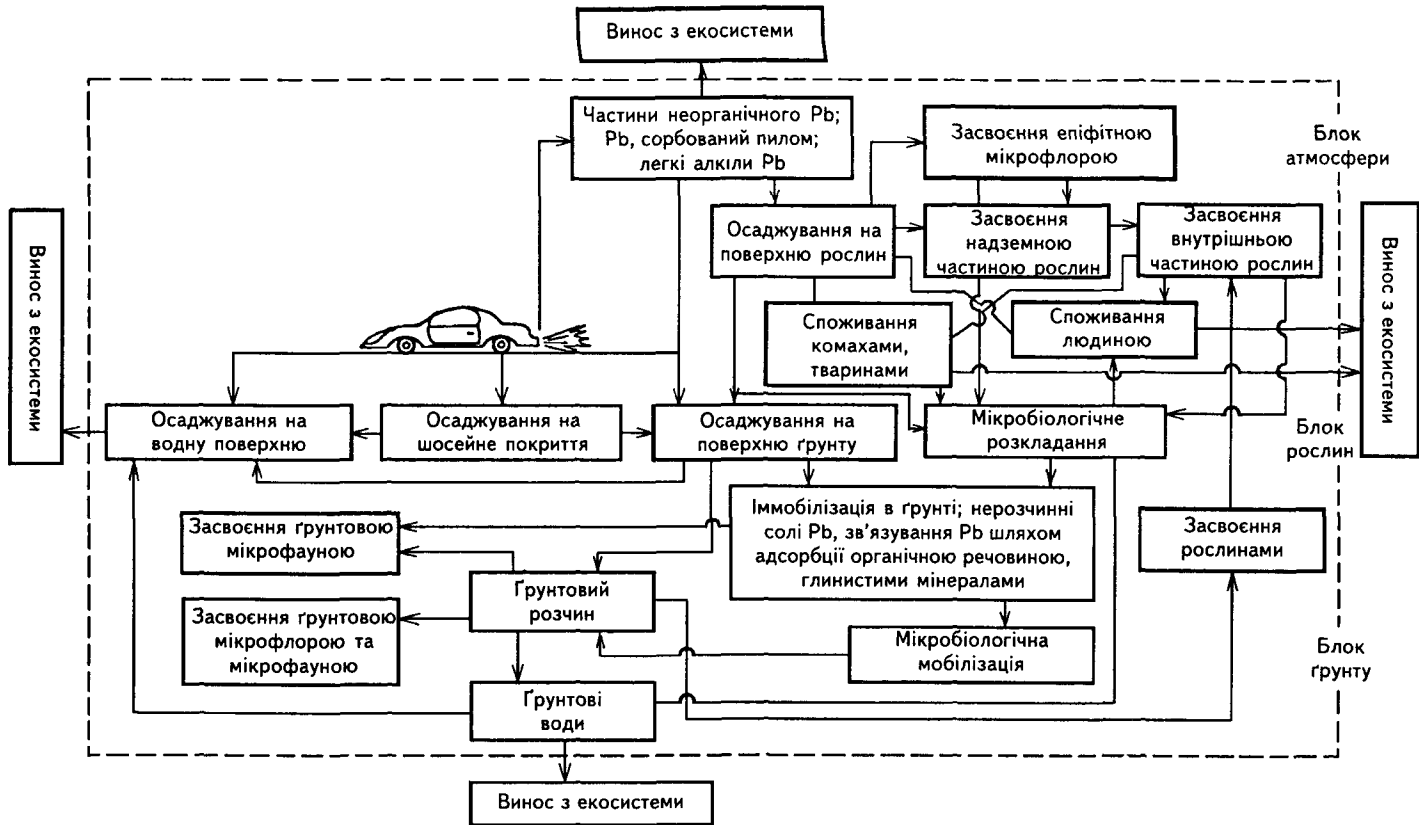 Винос з екосистеми
Частини неорганічного Pb;
Pb, сорбований пилом;
легкі алкіли Pb
Засвоєння епіфітною
мікрофлорою
Блок
атмосфери
Осаджування на
поверхню рослин
Засвоєння
надземною
частиною рослин
Засвоєння
внутрішньою
частиною рослин
Винос з екосистеми
Винос з екосистеми
Споживання
комахами,
тваринами
Споживання
людиною
Осаджування на
водну поверхню
Осаджування на
шосейне покриття
Осаджування на
поверхню ґрунту
Мікробіологічне
розкладання
Блок
рослин
Засвоєння ґрунтовою
мікрофауною
Іммобілізація в ґрунті; нерозчинні
солі Pb, зв'язування Pb шляхом
адсорбції органічною речовиною,
глинистими мінералами
Засвоєння
рослинами
Ґрунтовий
розчин
Засвоєння ґрунтовою
мікрофлорою та
мікрофауною
Мікробіологічна
мобілізація
Блок
ґрунту
Ґрунтові
води
Винос з екосистеми